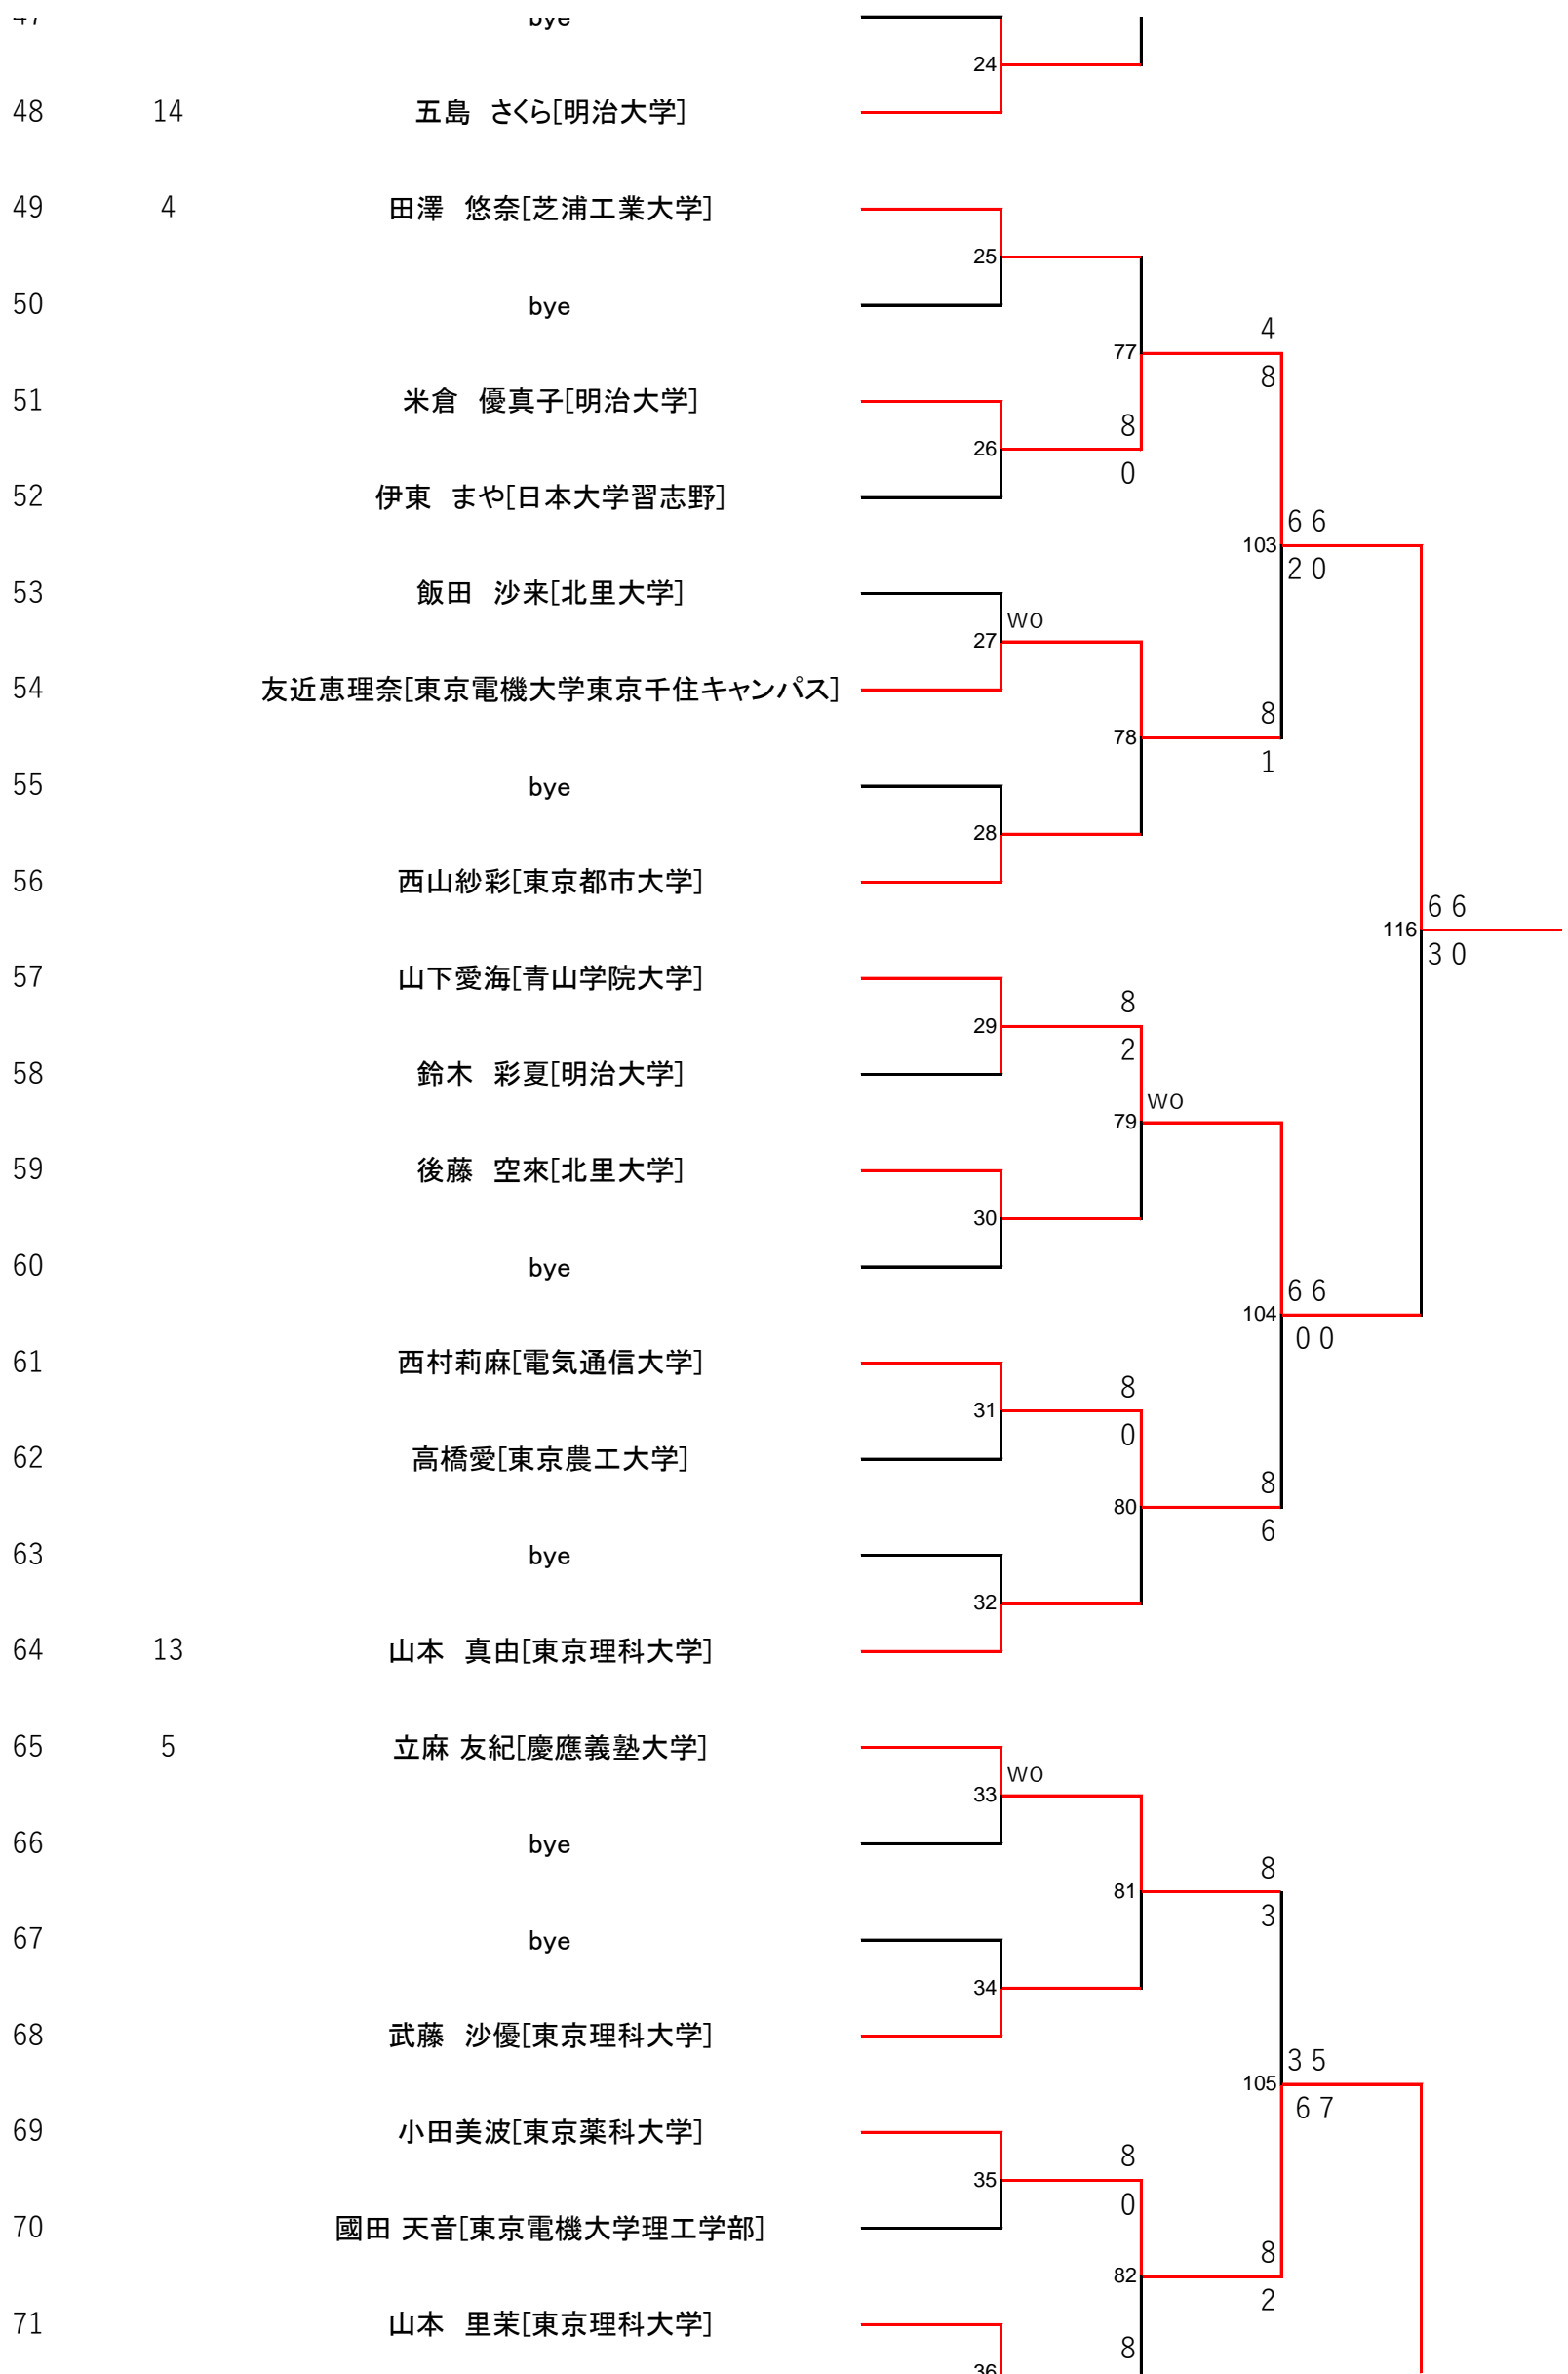 47 bye
24
48 14 五島 さくら[明治大学]
49 4 田澤 悠奈[芝浦工業大学]
25
50 bye
4
77
8
51 米倉 優真子[明治大学]
8
26
0
52 伊東 まや[日本大学習志野]
6 6
103
2 0
53 飯田 沙来[北里大学]
wo
27
54 友近恵理奈[東京電機大学東京千住キャンパス]
8
78
1
55 bye
28
56 西山紗彩[東京都市大学]
6 6
116
3 0
57 山下愛海[青山学院大学]
8
29
2
58 鈴木 彩夏[明治大学]
wo
79
59 後藤 空來[北里大学]
30
60 bye
6 6
104
0 0
61 西村莉麻[電気通信大学]
8
31
0
62 高橋愛[東京農工大学]
8
80
6
63 bye
32
64 13 山本 真由[東京理科大学]
65 5 立麻 友紀[慶應義塾大学]
wo
33
66 bye
8
81
3
67 bye
34
68 武藤 沙優[東京理科大学]
3 5
105
6 7
69 小田美波[東京薬科大学]
8
35
0
70 國田 天音[東京電機大学理工学部]
8
82
2
71 山本 里茉[東京理科大学]
8
36